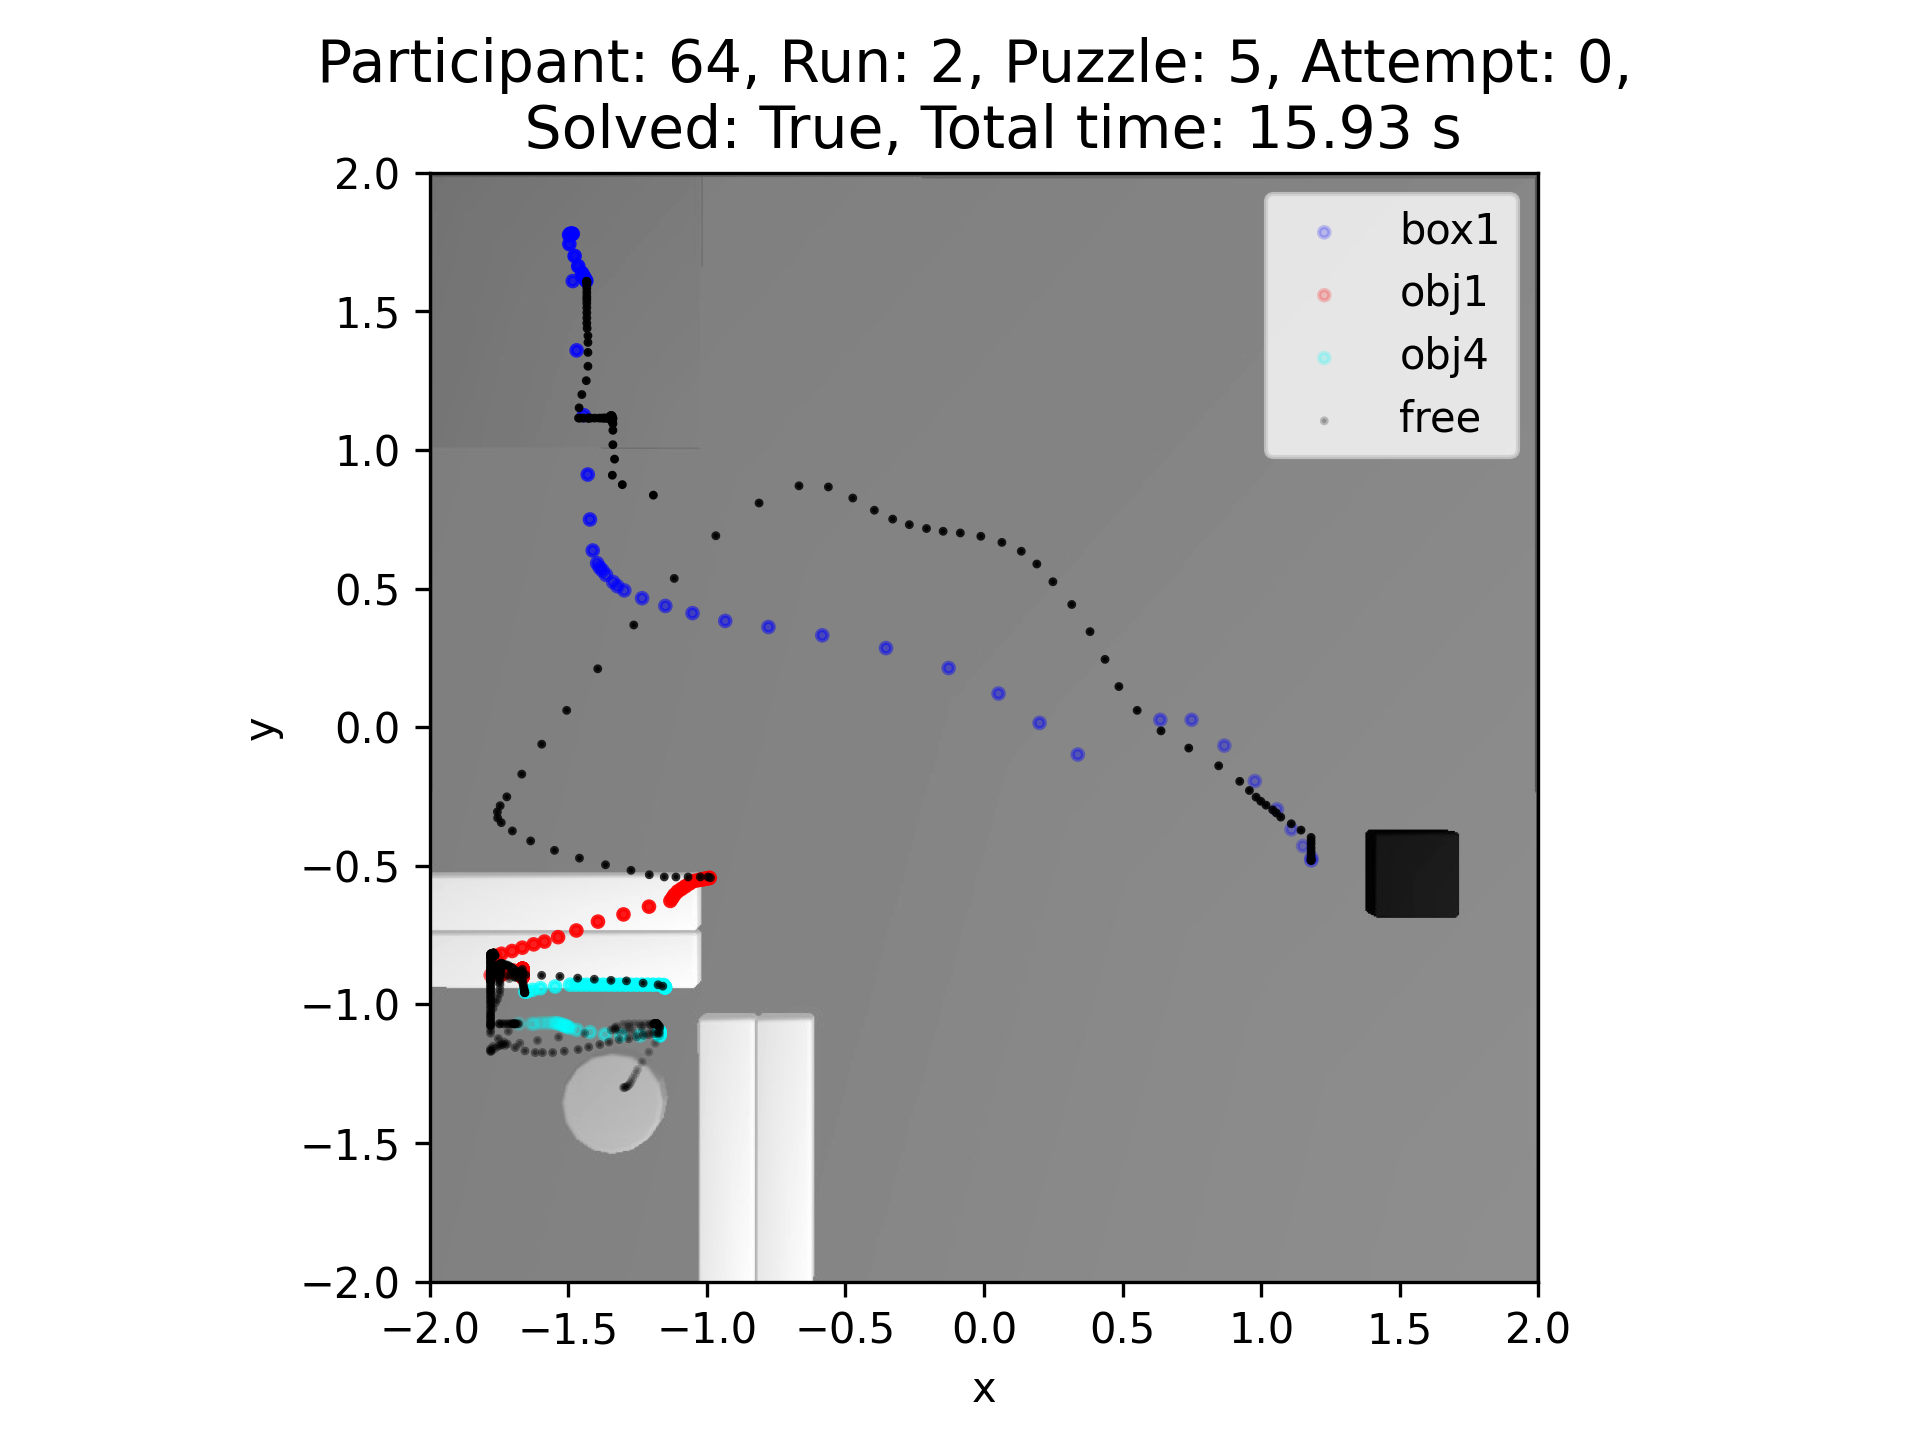 Participant: 64, Run: 2, Puzzle: 5, Attempt: 0,
Solved: True, Total time: 15.93 s
2.0
1.5
1.0
0.5
0.0
−0.5
−1.0
−1.5
−2.0
y
box1
obj1
obj4
free
−2.0 −1.5 −1.0 −0.5 0.0 0.5 1.0 1.5 2.0
x